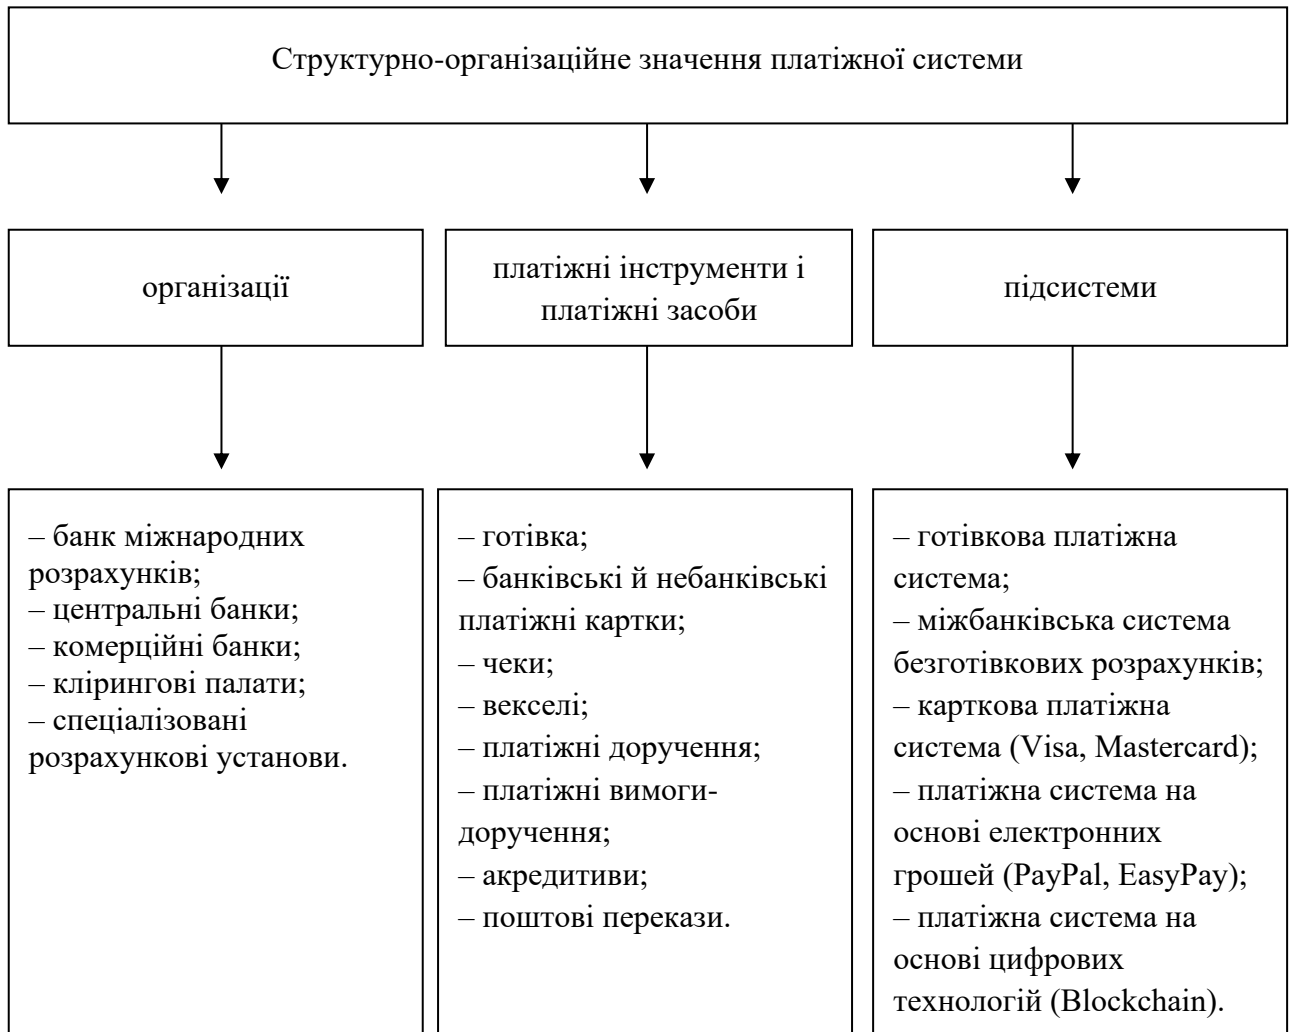 Структурно-організаційне значення платіжної системи
організації
платіжні інструменти і
платіжні засоби
підсистеми
– банк міжнародних
розрахунків;
– центральні банки;
– комерційні банки;
– клірингові палати;
– спеціалізовані
розрахункові установи.
– готівка;
– банківські й небанківські
платіжні картки;
– чеки;
– векселі;
– платіжні доручення;
– платіжні вимоги-
доручення;
– акредитиви;
– поштові перекази.
– готівкова платіжна
система;
– міжбанківська система
безготівкових розрахунків;
– карткова платіжна
система (Visa, Mastercard);
– платіжна система на
основі електронних
грошей (PayPal, EasyPay);
– платіжна система на
основі цифрових
технологій (Blockchain).